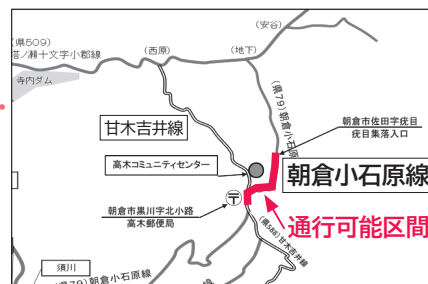 (県509)
塔ノ瀬十文字小郡線
(西原)
(地下)
(安谷)
寺内ダム
(県79)朝倉小石原
甘木吉井線
朝倉市佐田字疣目
疣目集落入口
高木コミュニティセンター
朝倉小石原線
朝倉市黒川字北小路
高木郵便局
〒
通行可能区間
(県588)甘木吉井線
須川
(県79)朝倉小石原線